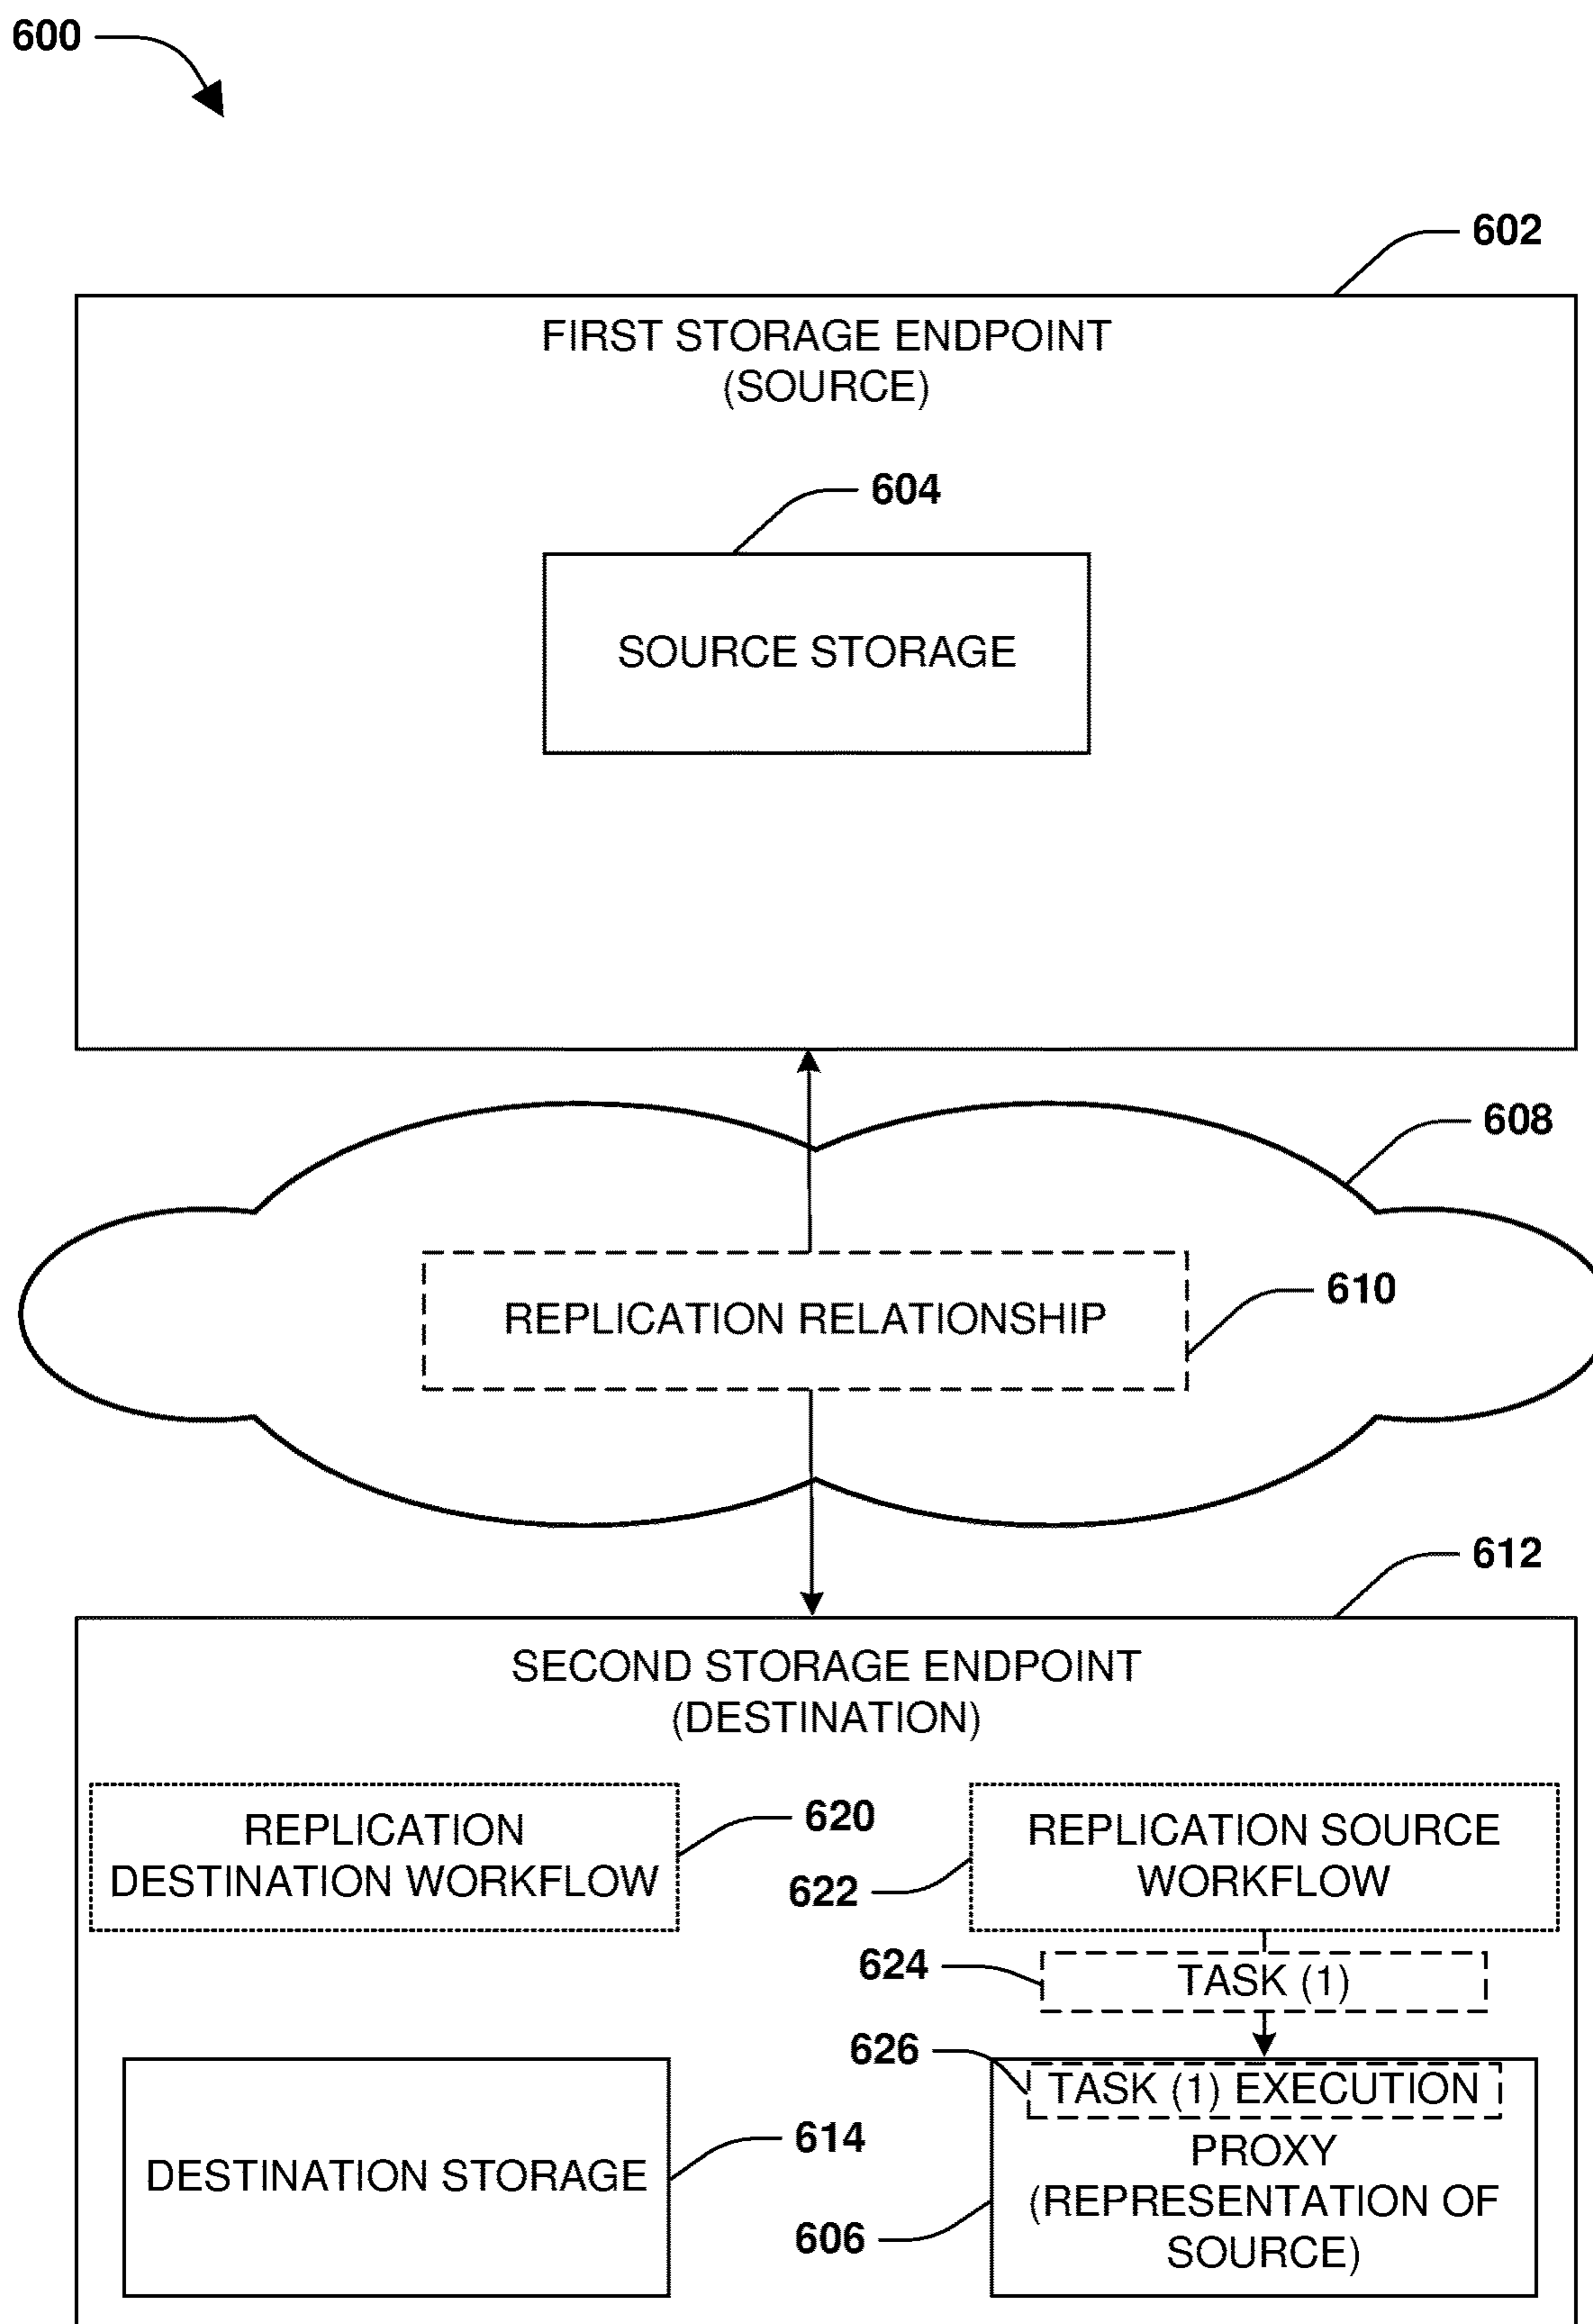 600
602
FIRST STORAGE ENDPOINT
(SOURCE)
604
SOURCE STORAGE
608
REPLICATION RELATIONSHIP
610
612
SECOND STORAGE ENDPOINT
(DESTINATION)
REPLICATION
DESTINATION WORKFLOW
620
622
REPLICATION SOURCE
WORKFLOW
624
TASK (1)
626
TASK (1) EXECUTION
DESTINATION STORAGE
614
606
PROXY
(REPRESENTATION OF
SOURCE)